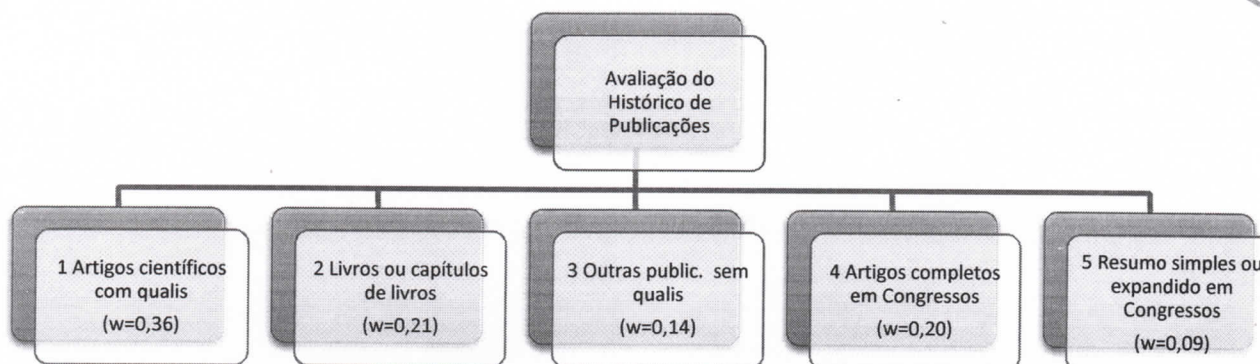 Avaliação do
Histórico de
Publicações
1 Artigos científicos
com qualis
(w=0,36)
2 Livros ou capítulos
de livros
(w=0,21)
3 Outras public. sem
qualis
(w=0,14)
4 Artigos completos
em Congressos
(w=0,20)
5 Resumo simples ou
expandido em
Congressos
(w=0,09)